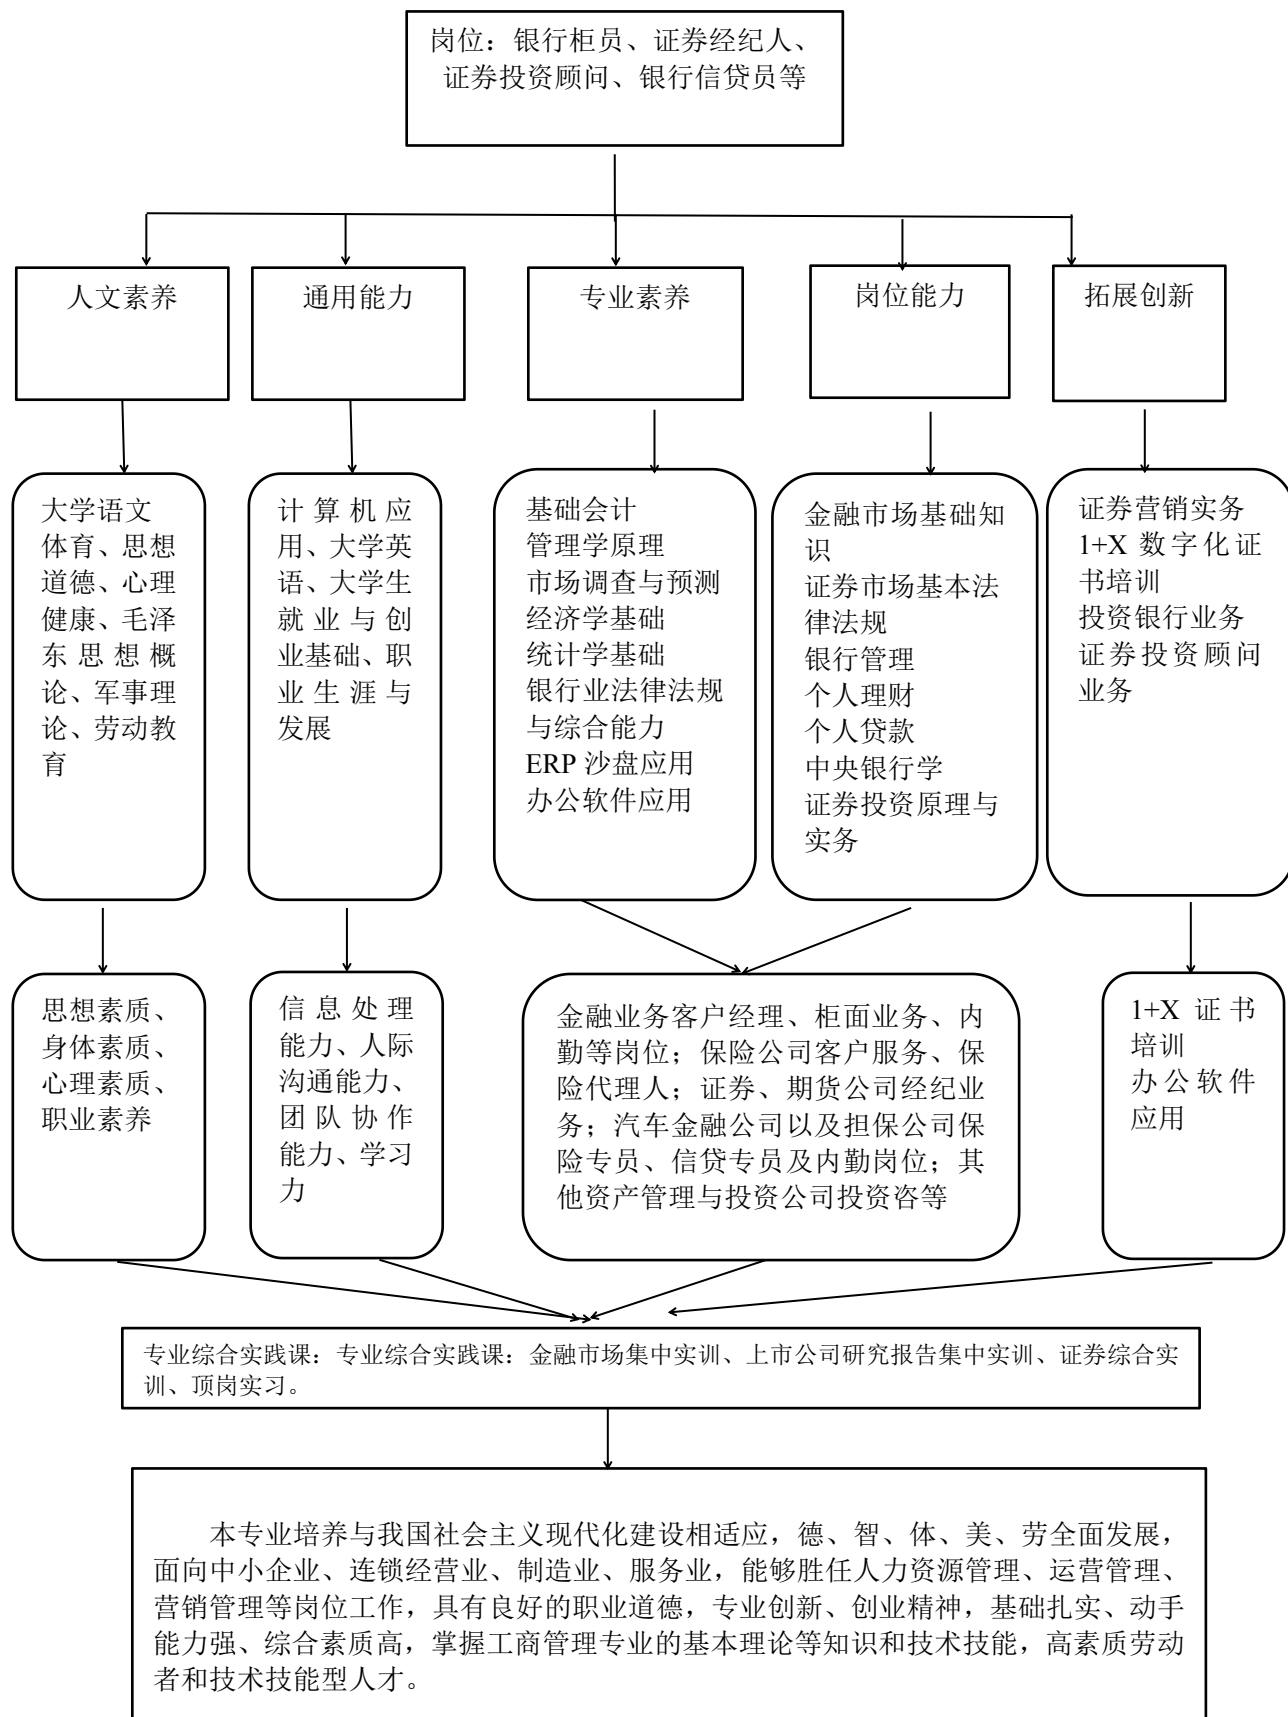 岗位：银行柜员、证券经纪人、
证券投资顾问、银行信贷员等
人文素养
通用能力
专业素养
岗位能力
拓展创新
大学语文
体育、思想
道德、心理
健康、毛泽
东思想概
论、军事理
论、劳动教
育
计算机应
用、大学英
语、大学生
就业与创
业基础、职
业生涯与
发展
基础会计
管理学原理
市场调查与预测
经济学基础
统计学基础
银行业法律法规
与综合能力
ERP 沙盘应用
办公软件应用
金融市场基础知
识
证券市场基本法
律法规
银行管理
个人理财
个人贷款
中央银行学
证券投资原理与
实务
证券营销实务
1+X 数字化证
书培训
投资银行业务
证券投资顾问
业务
思想素质、
身体素质、
心理素质、
职业素养
信息处理
能力、人际
沟通能力、
团队协作
能力、学习
力
金融业务客户经理、柜面业务、内
勤等岗位；保险公司客户服务、保
险代理人；证券、期货公司经纪业
务；汽车金融公司以及担保公司保
险专员、信贷专员及内勤岗位；其
他资产管理与投资公司投资咨等
1+X 证书
培训
办公软件
应用
专业综合实践课：专业综合实践课：金融市场集中实训、上市公司研究报告集中实训、证券综合实
训、顶岗实习。
本专业培养与我国社会主义现代化建设相适应，德、智、体、美、劳全面发展，
面向中小企业、连锁经营业、制造业、服务业，能够胜任人力资源管理、运营管理、
营销管理等岗位工作，具有良好的职业道德，专业创新、创业精神，基础扎实、动手
能力强、综合素质高，掌握工商管理专业的基本理论等知识和技术技能，高素质劳动
者和技术技能型人才。